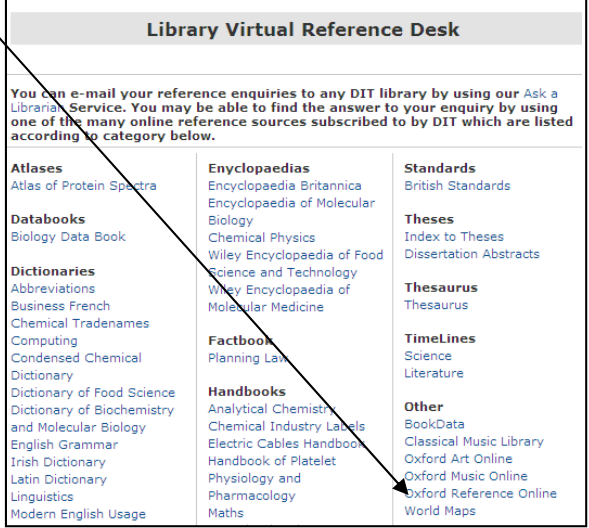 Library Virtual Reference Desk
You can e-mail your reference enquiries to any DIT library by using our Ask a
Librarian Service. You may be able to find the answer to your enquiry by using
one of the many online reference sources subscribed to by DIT which are listed
according to category below.
Atlases
Atlas of Protein Spectra
Databooks
Biology Data Book
Dictionaries
Abbreviations
Business French
Chemical Tradenames
Computing
Condensed Chemical
Dictionary
Dictionary of Food Science
Dictionary of Biochemistry
and Molecular Biology
English Grammar
Irish Dictionary
Latin Dictionary
Linguistics
Modern English Usage
Enyclopaedias
Encyclopaedia Britannica
Encyclopaedia of Molecular
Biology
Chemical Physics
Wiley Encyclopaedia of Food
Science and Technology
Wiley Encyclopaedia of
Molecular Medicine
Factbook
Planning Law
Handbooks
Analytical Chemistry
Chemical Industry Labels
Electric Cables Handbook
Handbook of Platelet
Physiology and
Pharmacology
Maths
Standards
British Standards
Theses
Index to Theses
Dissertation Abstracts
Thesaurus
Thesaurus
TimeLines
Science
Literature
Other
BookData
Classical Music Library
Oxford Art Online
Oxford Music Online
Oxford Reference Online
World Maps